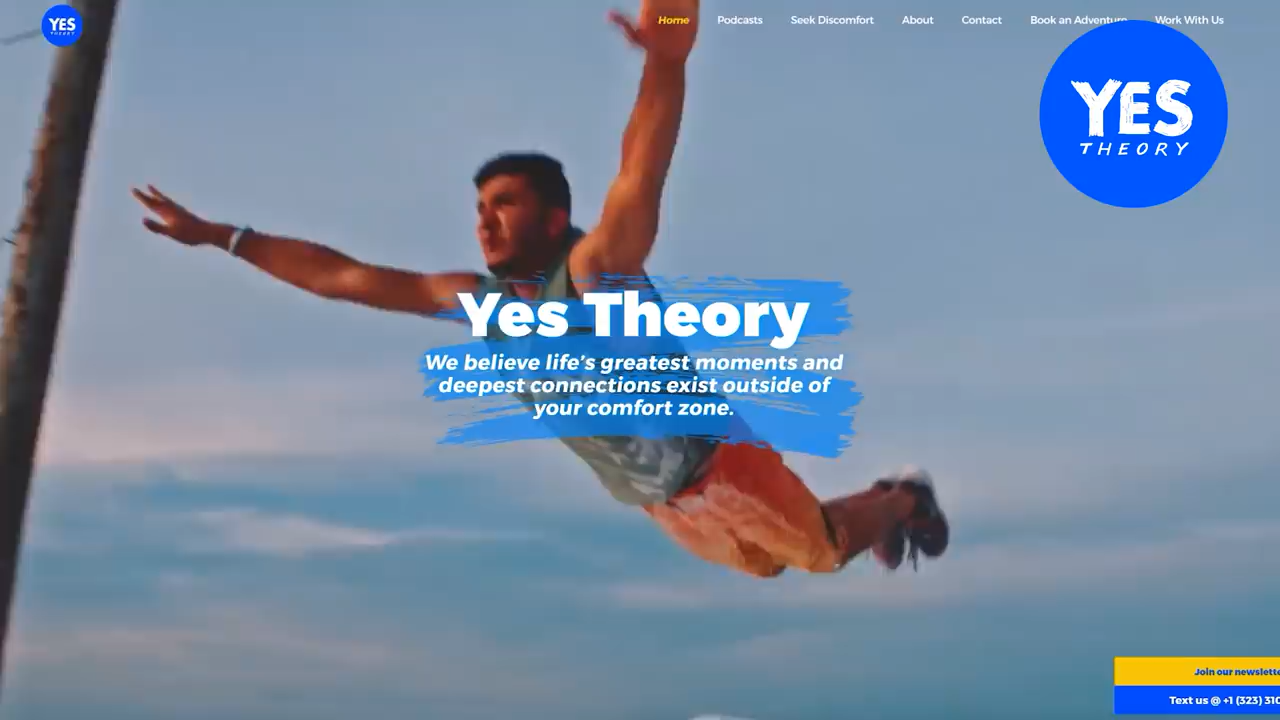 YES
THEORY
Home
Podcasts
Seek Discomfort
About
Contact
Book an Adventure
Work With Us
YES
THEORY
Yes Theory
We believe life's greatest moments and
deepest connections exist outside of
your comfort zone.
Join our newslette
Text us @ +1 (323) 310